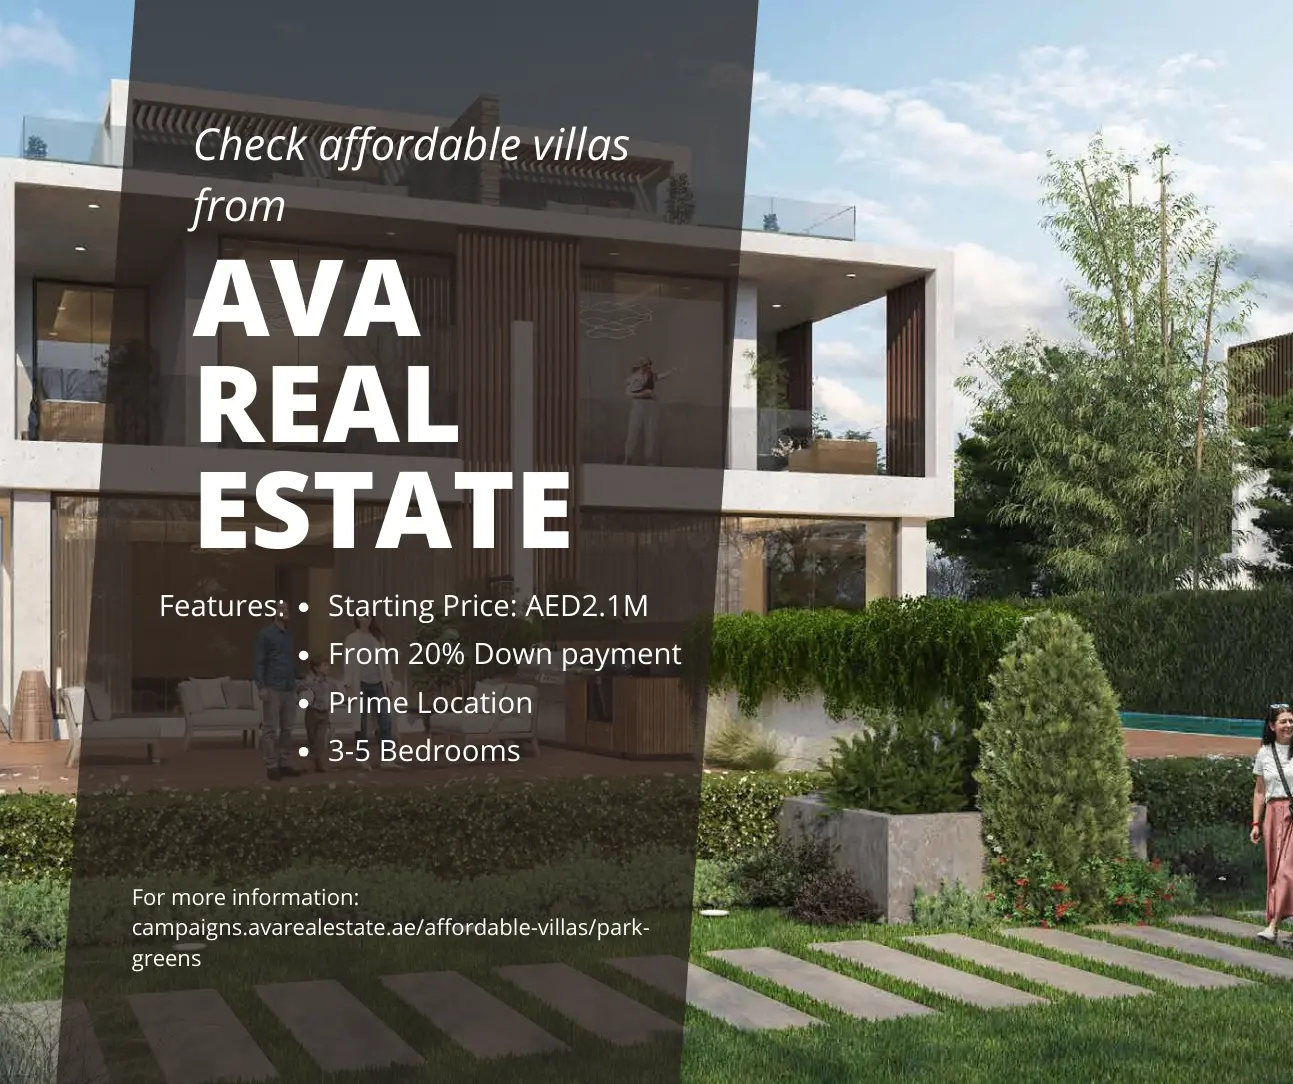 Check affordable villas
from
AVA
REAL
ESTATE
Features: • Starting Price: AED2.1M
• From 20% Down payment
• Prime Location
• 3-5 Bedrooms
For more information:
campaigns.avarealestate.ae/affordable-villas/park-
greens